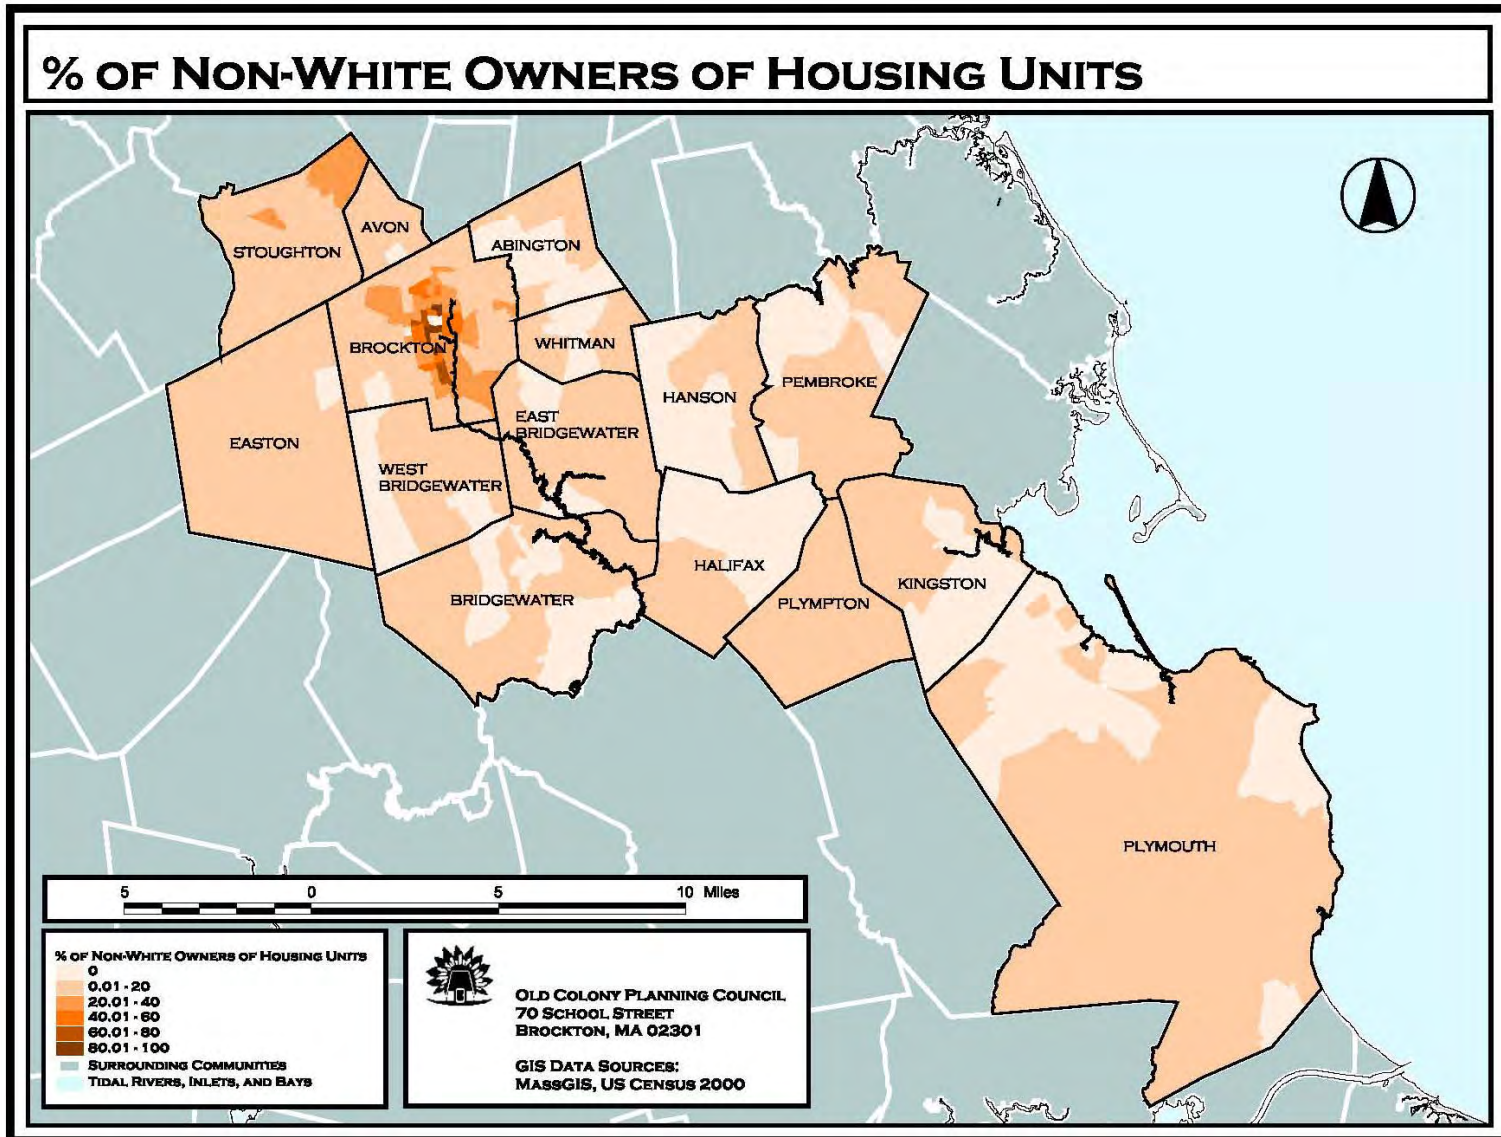 % OF NON-WHITE OWNERS OF HOUSING UNITS
STOUGHTON
AVON
ABINGTON
BROCKTON
WHITMAN
HANSON
PEMBROKE
EASTON
EAST
BRIDGEWATER
WEST
BRIDGEWATER
HALIFAX
KINGSTON
BRIDGEWATER
PLYMPTON
PLYMOUTH
5 0 5 10 Miles
% OF NON-WHITE OWNERS OF HOUSING UNITS
0
0.01 - 20
20.01 - 40
40.01 - 60
60.01 - 80
80.01 - 100
SURROUNDING COMMUNITIES
TIDAL RIVERS, INLETS, AND BAYS
OLD COLONY PLANNING COUNCIL
70 SCHOOL STREET
BROCKTON, MA 02301
GIS DATA SOURCES:
MASSGIS, US CENSUS 2000